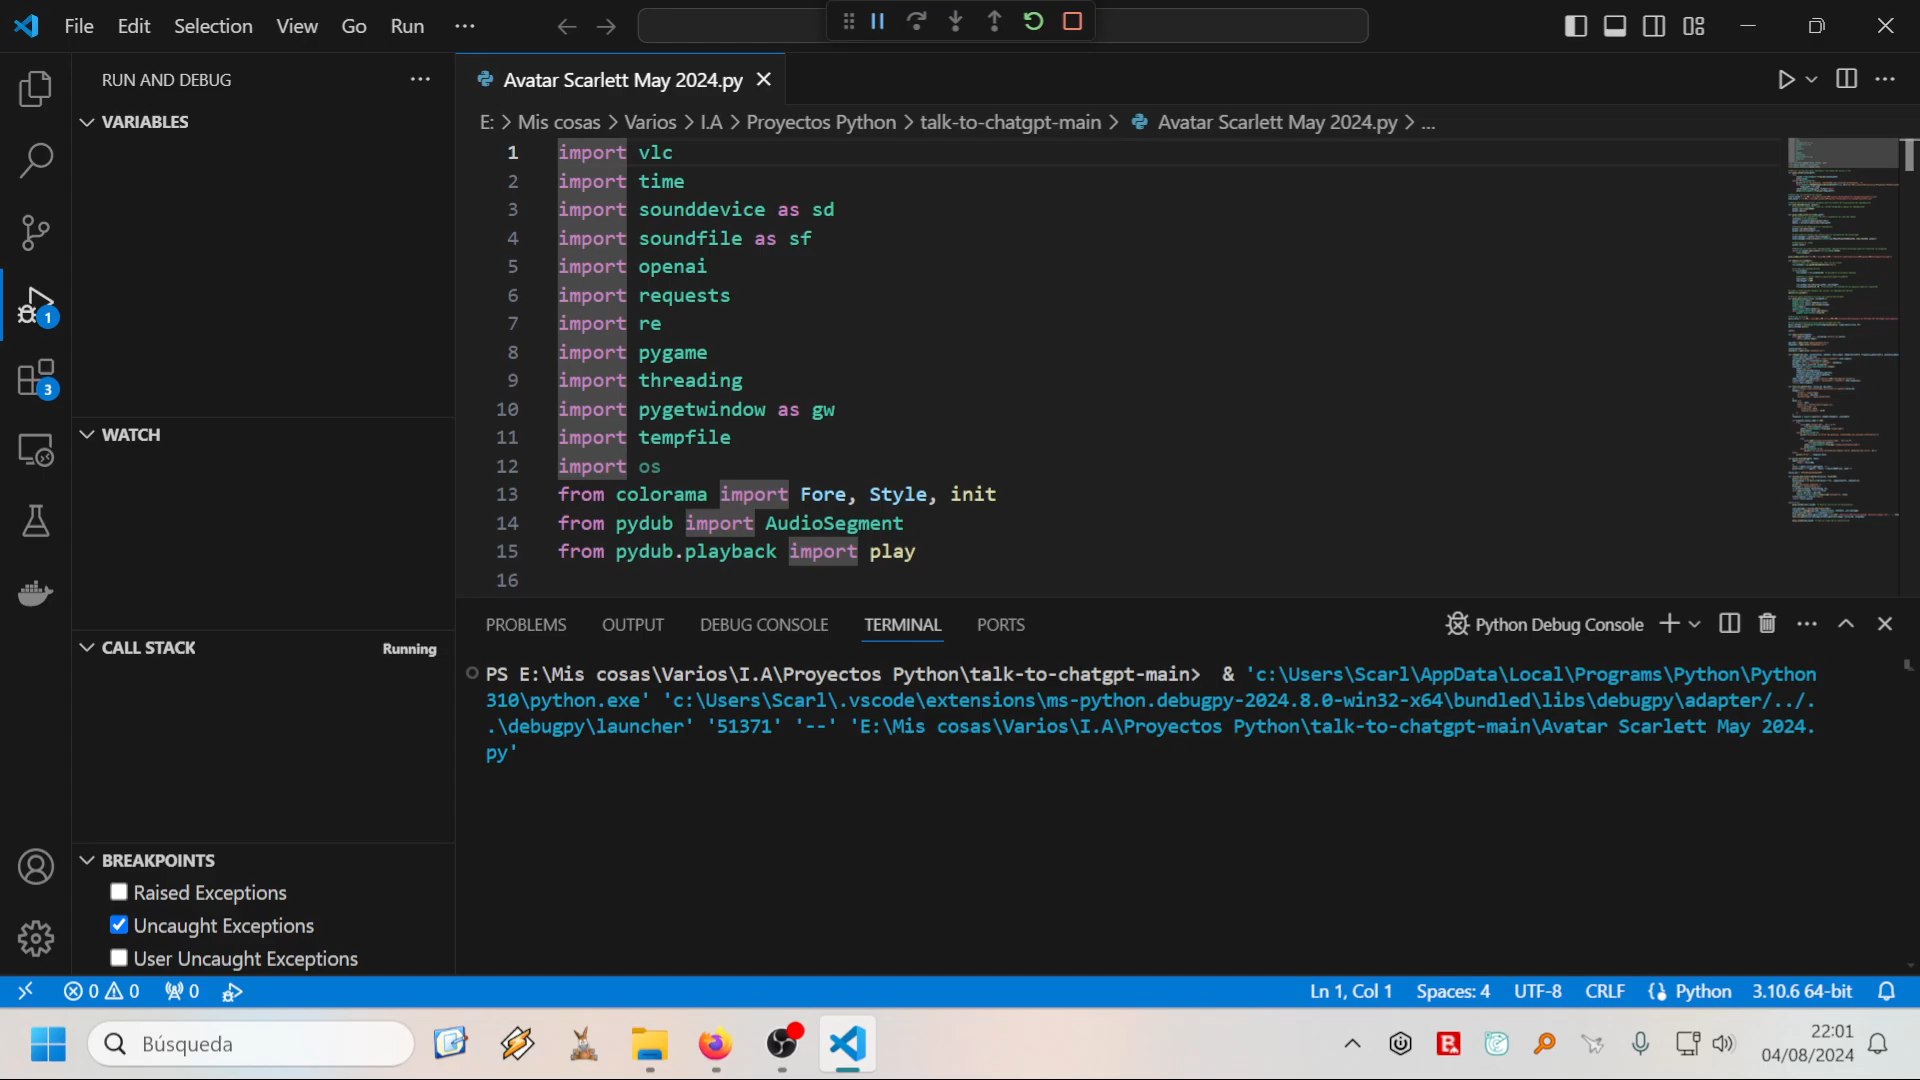 File Edit Selection View Go Run ...
RUN AND DEBUG ...
VARIABLES
WATCH
CALL STACK Running
BREAKPOINTS
Raised Exceptions
Uncaught Exceptions
User Uncaught Exceptions
1
3
Avatar Scarlett May 2024.py
E: > Mis cosas > Varios > I.A > Proyectos Python > talk-to-chatgpt-main > Avatar Scarlett May 2024.py > ...
1 import vlc
2 import time
3 import sounddevice as sd
4 import soundfile as sf
5 import openai
6 import requests
7 import re
8 import pygame
9 import threading
10 import pygetwindow as gw
11 import tempfile
12 import os
13 from colorama import Fore, Style, init
14 from pydub import AudioSegment
15 from pydub.playback import play
16
PROBLEMS OUTPUT DEBUG CONSOLE TERMINAL PORTS Python Debug Console
PS E:\Mis cosas\Varios\I.A\Proyectos Python\talk-to-chatgpt-main> & 'c:\Users\Scarl\AppData\Local\Programs\Python\Python
310\python.exe' 'c:\Users\Scarl\.vscode\extensions\ms-python.debugpy-2024.8.0-win32-x64\bundled\libs\debugpy\adapter/../.
.\debugpy\launcher' '51371' '--' 'E:\Mis cosas\Varios\I.A\Proyectos Python\talk-to-chatgpt-main\Avatar Scarlett May 2024.
py'
0 0 0 Ln 1, Col 1 Spaces: 4 UTF-8 CRLF Python 3.10.6 64-bit
Búsqueda
22:01
04/08/2024